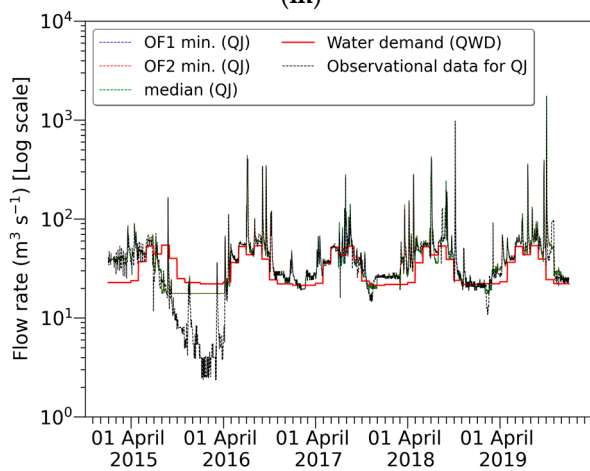 10⁴
OF1 min. (QJ)
OF2 min. (QJ)
median (QJ)
Water demand (QWD)
Observational data for QJ
10³
10²
10¹
10⁰
Flow rate (m³ s⁻¹) [Log scale]
01 April 2015
01 April 2016
01 April 2017
01 April 2018
01 April 2019